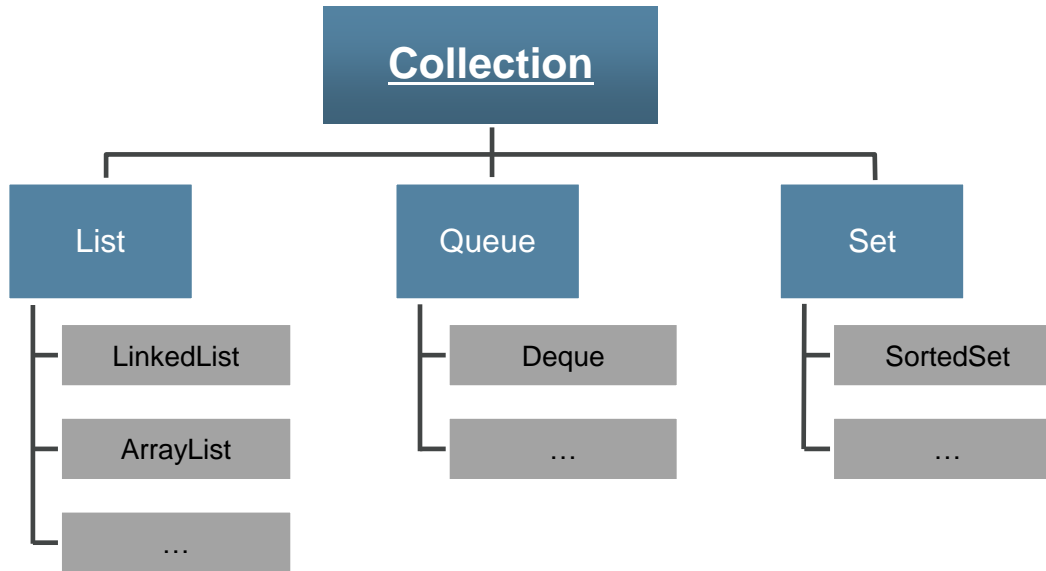 Collection
List
Queue
Set
LinkedList
Deque
SortedSet
ArrayList
…
…
…